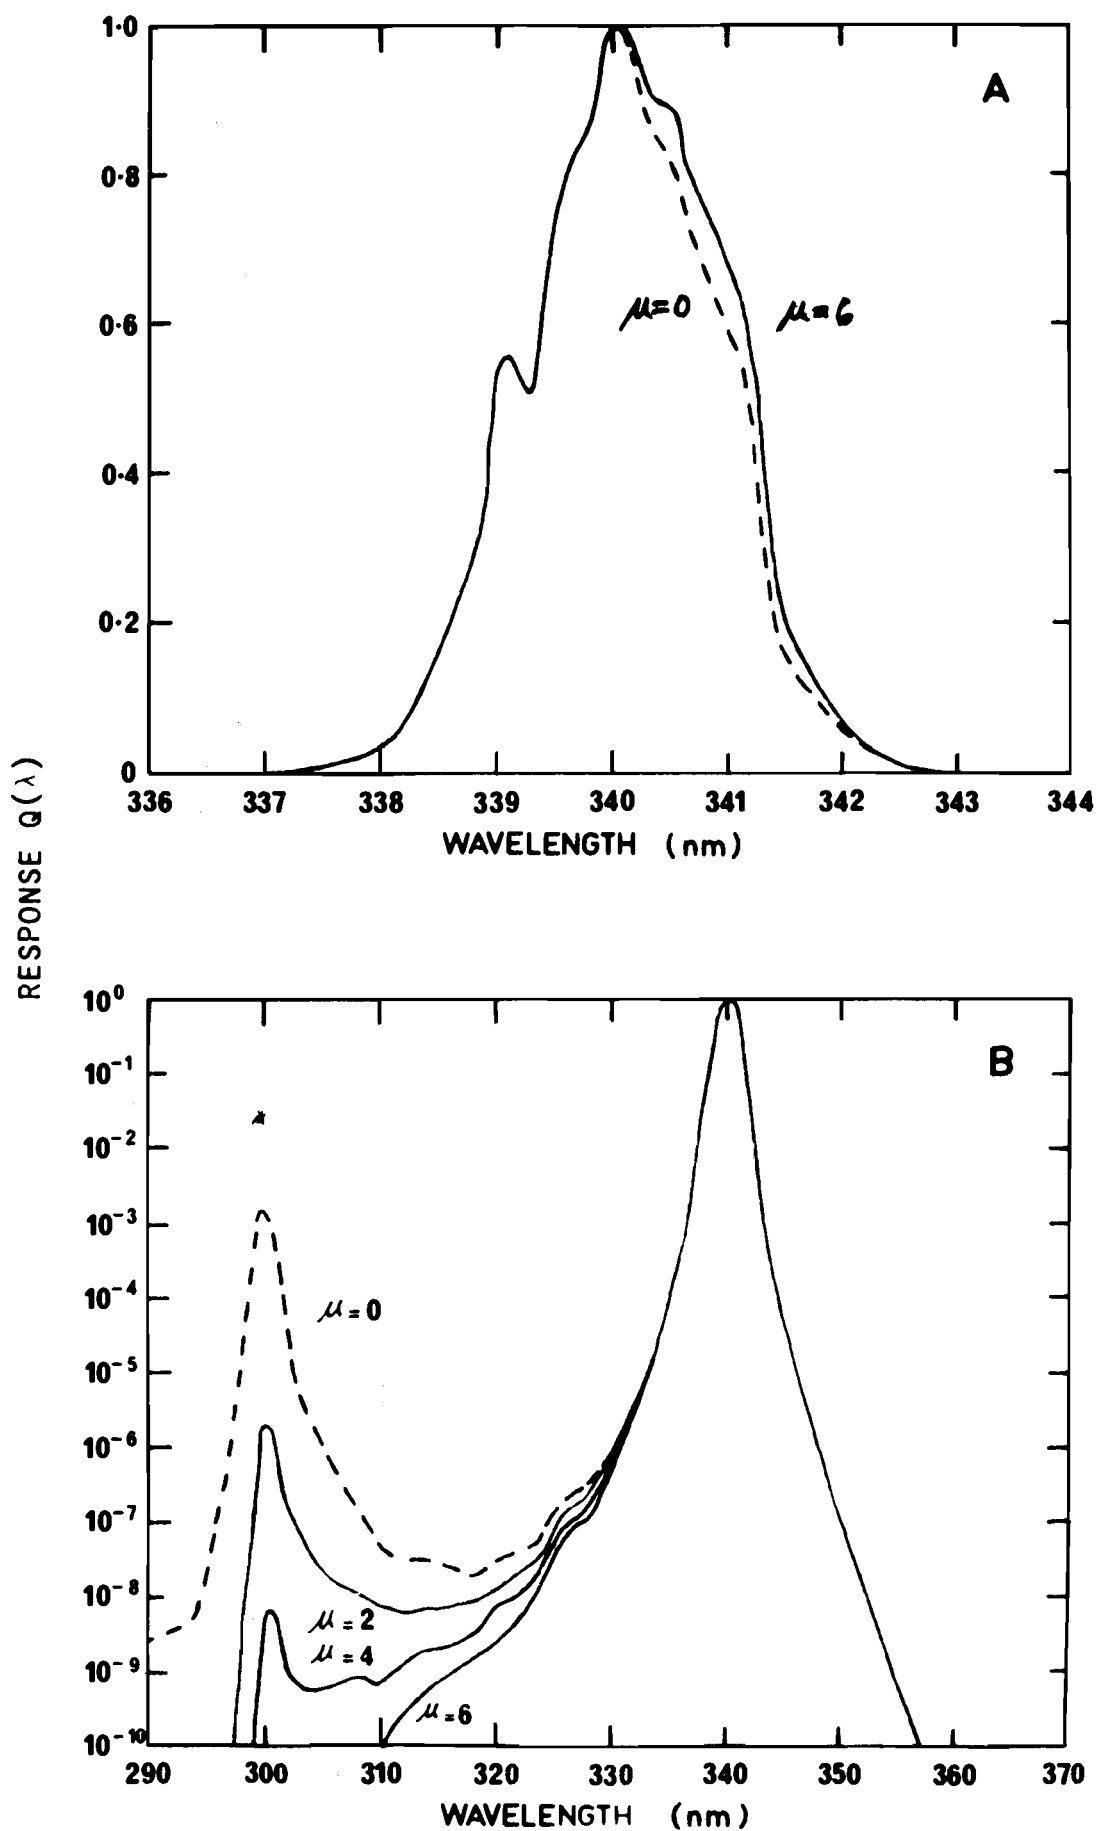 1·0
A
0·8
μ=0
μ=6
0·6
0·4
0·2
0
336 337 338 339 340 341 342 343 344
WAVELENGTH (nm)
RESPONSE Q(λ)
10⁰
B
10⁻¹
10⁻²
10⁻³
10⁻⁴
μ=0
10⁻⁵
10⁻⁶
10⁻⁷
10⁻⁸
μ=2
μ=4
10⁻⁹
μ=6
10⁻¹⁰
290 300 310 320 330 340 350 360 370
WAVELENGTH (nm)